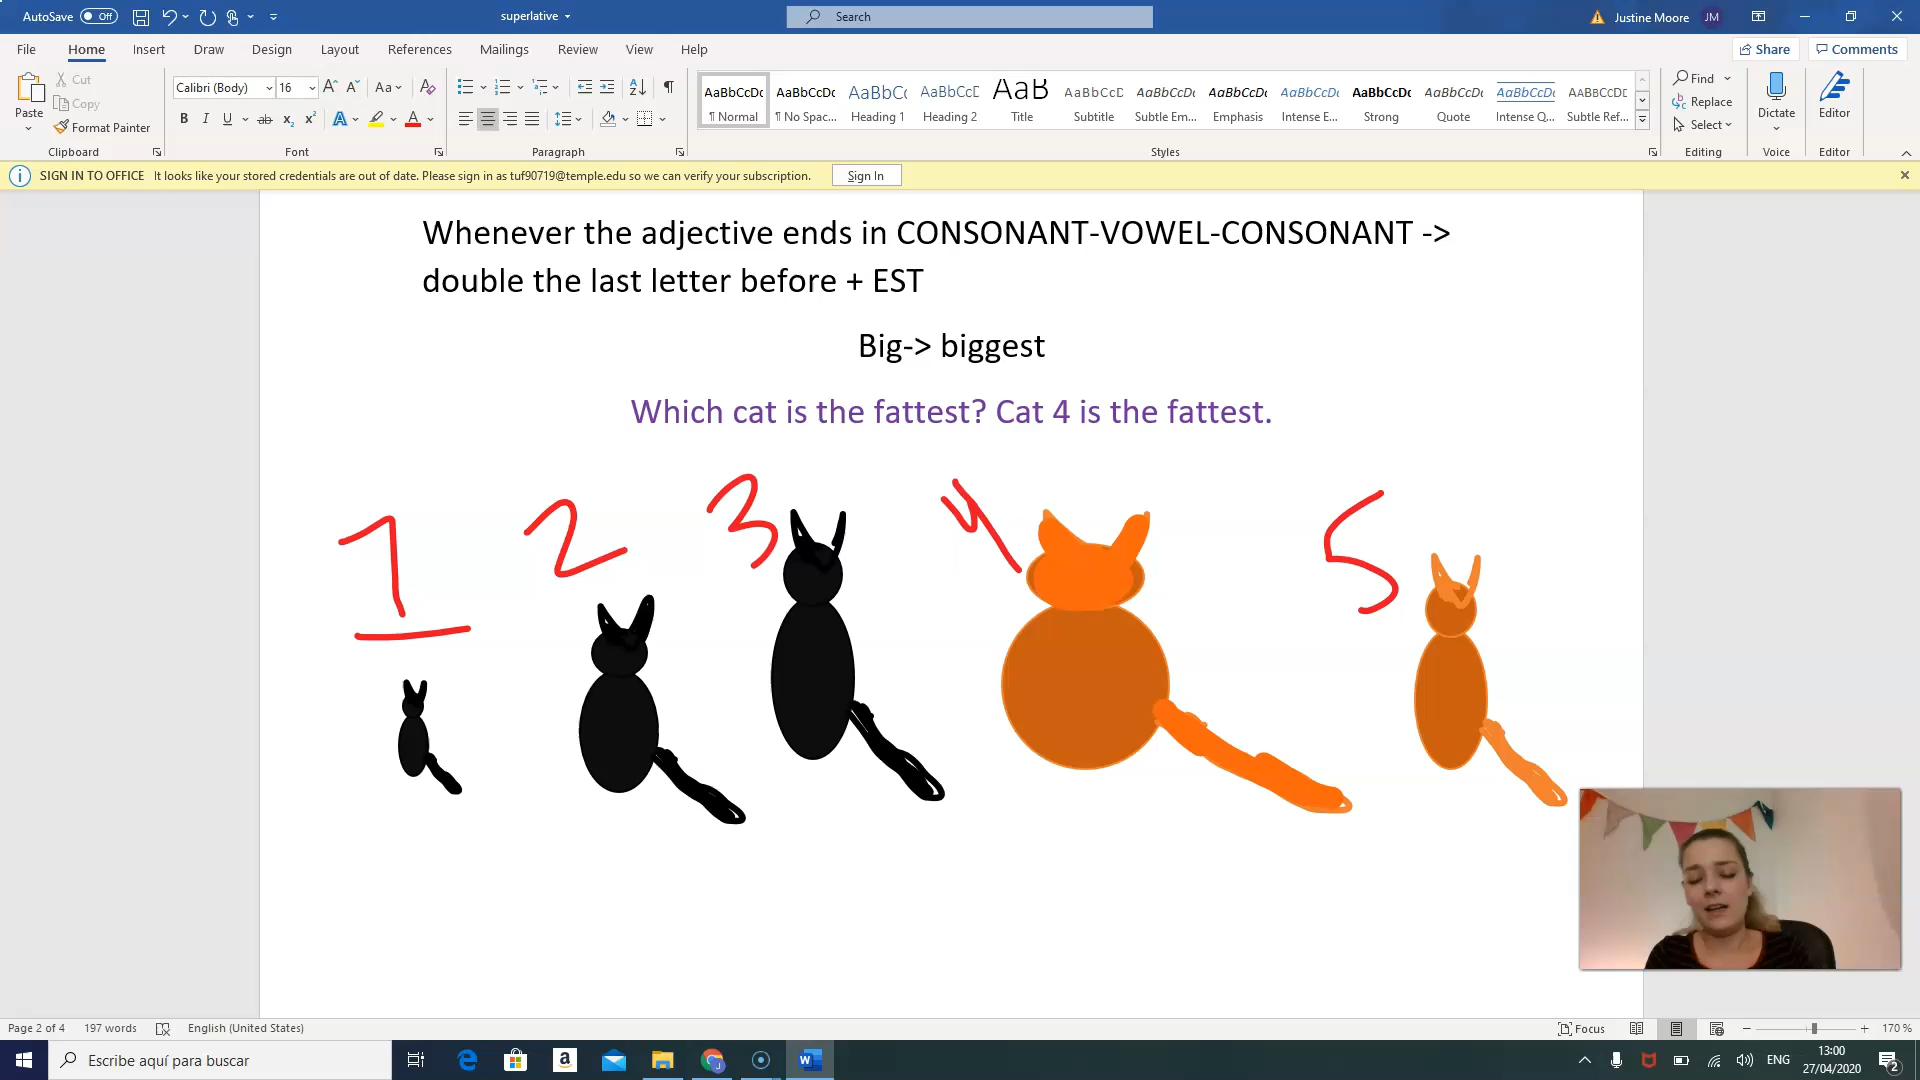 AutoSave Off superlative Search Justine Moore JM
File Home Insert Draw Design Layout References Mailings Review View Help Share Comments
Paste Cut Copy Format Painter Clipboard
Calibri (Body) 16 Font
Paragraph
AaBbCcDc AaBbCcDc AaBbCc AaBbCcD AaB AaBbCcD AaBbCcDc AaBbCcDc AaBbCcDc AaBbCcDc AaBbCcDc AaBbCcDc AaBbCcDc
¶ Normal ¶ No Spac... Heading 1 Heading 2 Title Subtitle Subtle Em... Emphasis Intense E... Strong Quote Intense Q... Subtle Ref...
Styles
Find Replace Select Editing
Dictate Voice
Editor Editor
SIGN IN TO OFFICE It looks like your stored credentials are out of date. Please sign in as tuf90719@temple.edu so we can verify your subscription. Sign In
Whenever the adjective ends in CONSONANT-VOWEL-CONSONANT ->
double the last letter before + EST
Big-> biggest
Which cat is the fattest? Cat 4 is the fattest.
1 2 3 4 5
Page 2 of 4 197 words English (United States) Focus 170 %
Escribe aquí para buscar ENG 13:00
27/04/2020 2